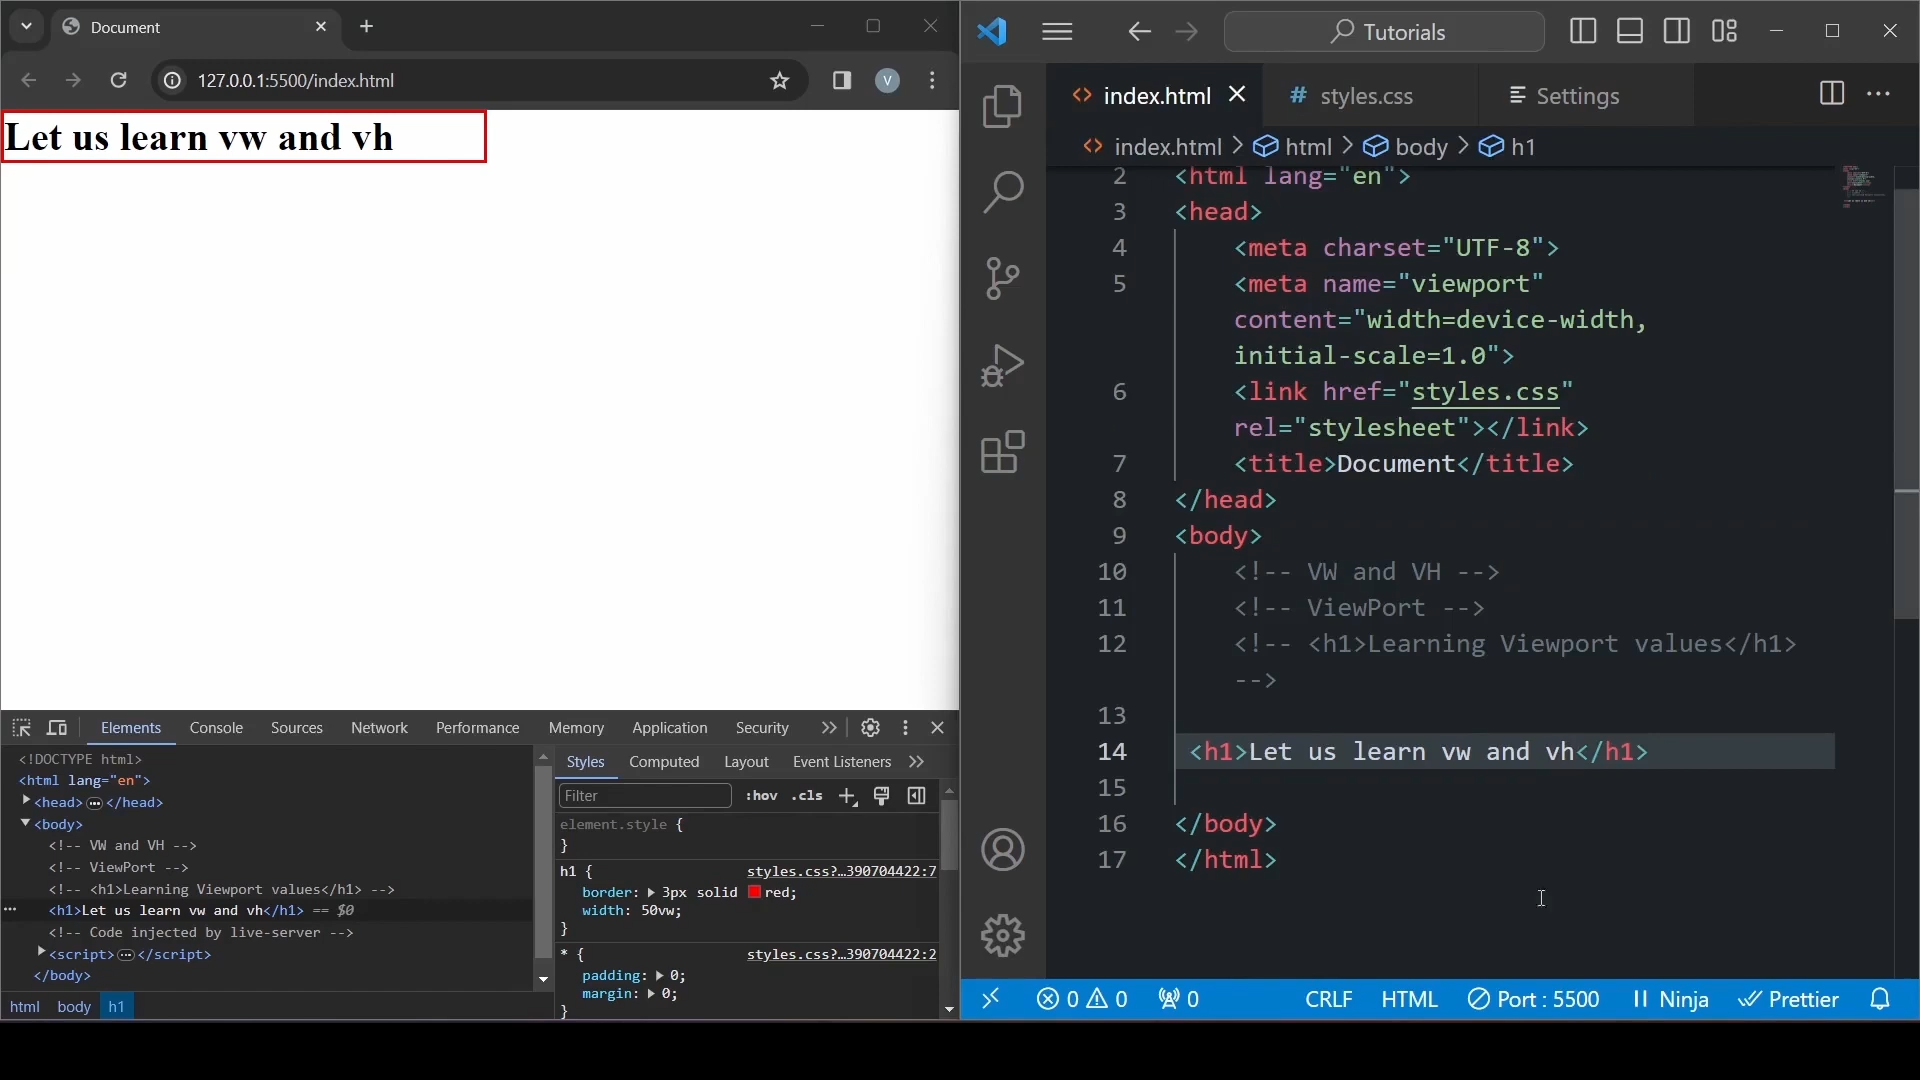 Document
127.0.0.1:5500/index.html
V
Let us learn vw and vh
Elements Console Sources Network Performance Memory Application Security
<!DOCTYPE html>
<html lang="en">
<head>…</head>
<body>
<!-- VW and VH -->
<!-- ViewPort -->
<!-- <h1>Learning Viewport values</h1> -->
<h1>Let us learn vw and vh</h1> == $0
<!-- Code injected by live-server -->
<script>…</script>
</body>
html body h1
Styles Computed Layout Event Listeners
Filter :hov .cls
element.style {
}
h1 { styles.css?…390704422:7
border: 3px solid red;
width: 50vw;
}
* { styles.css?…390704422:2
padding: 0;
margin: 0;
}
Tutorials
index.html # styles.css Settings
index.html > html > body > h1
2 <html lang="en">
3 <head>
4 <meta charset="UTF-8">
5 <meta name="viewport"
content="width=device-width,
initial-scale=1.0">
6 <link href="styles.css"
rel="stylesheet"></link>
7 <title>Document</title>
8 </head>
9 <body>
10 <!-- VW and VH -->
11 <!-- ViewPort -->
12 <!-- <h1>Learning Viewport values</h1>
-->
13
14 <h1>Let us learn vw and vh</h1>
15
16 </body>
17 </html>
0 0 0 CRLF HTML Port : 5500 Ninja Prettier